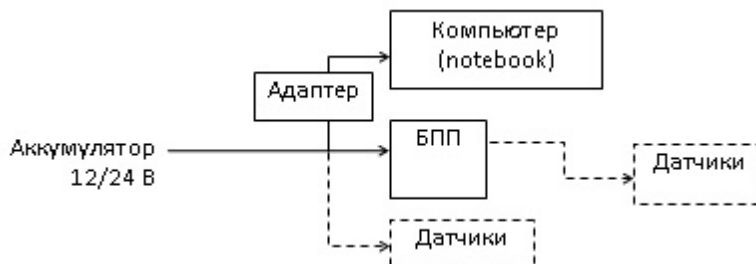 Компьютер
(notebook)
Адаптер
Аккумулятор
12/24 В
БПП
Датчики
Датчики